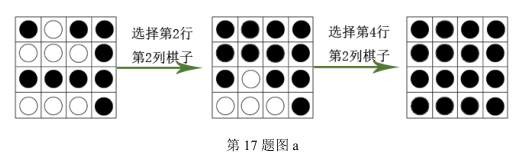 选择第2行
第2列棋子
选择第4行
第2列棋子
第 17 题图 a